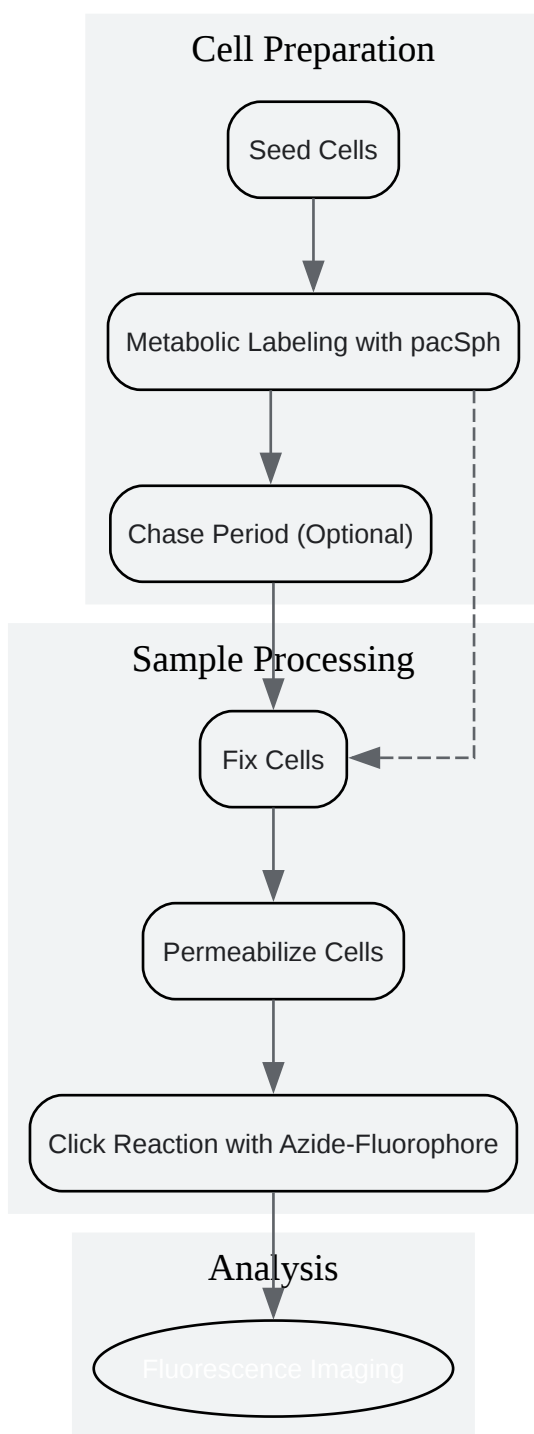 Cell Preparation
Seed Cells
Metabolic Labeling with pacSph
Chase Period (Optional)
Sample Processing
Fix Cells
Permeabilize Cells
Click Reaction with Azide-Fluorophore
Analysis
Fluorescence Imaging